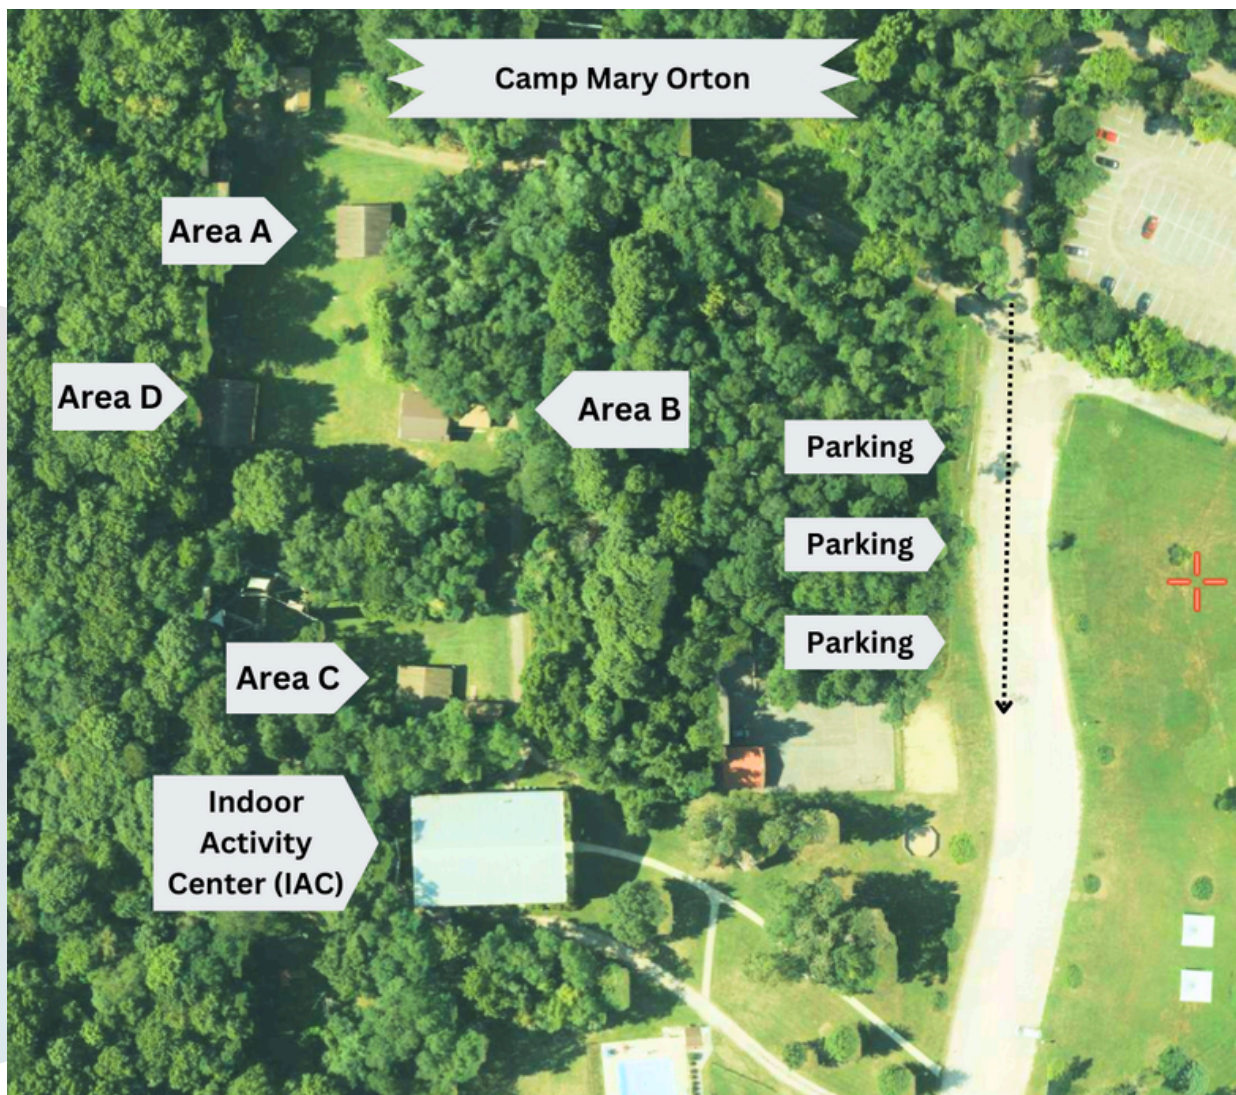 Camp Mary Orton
Area A
Area D
Area B
Parking
Parking
Parking
Area C
Indoor
Activity
Center (IAC)